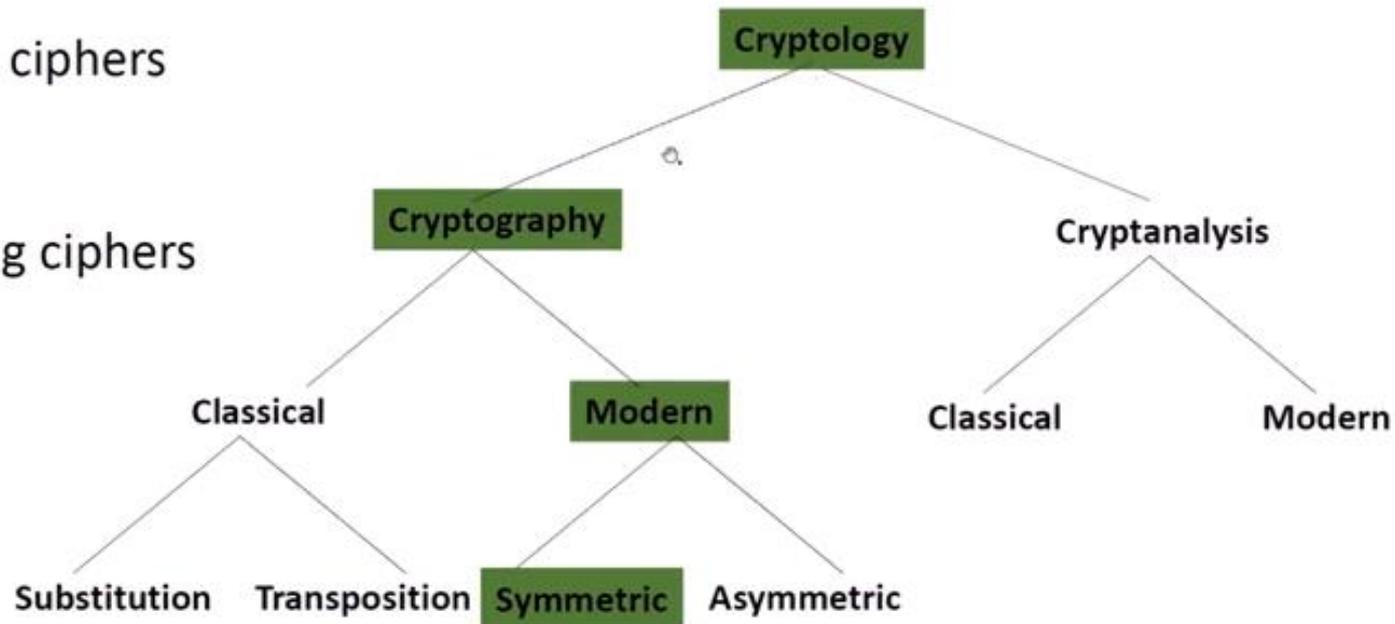 Cryptology
ciphers
Cryptography
Cryptanalysis
g ciphers
Classical
Modern
Classical
Modern
Substitution
Transposition
Symmetric
Asymmetric